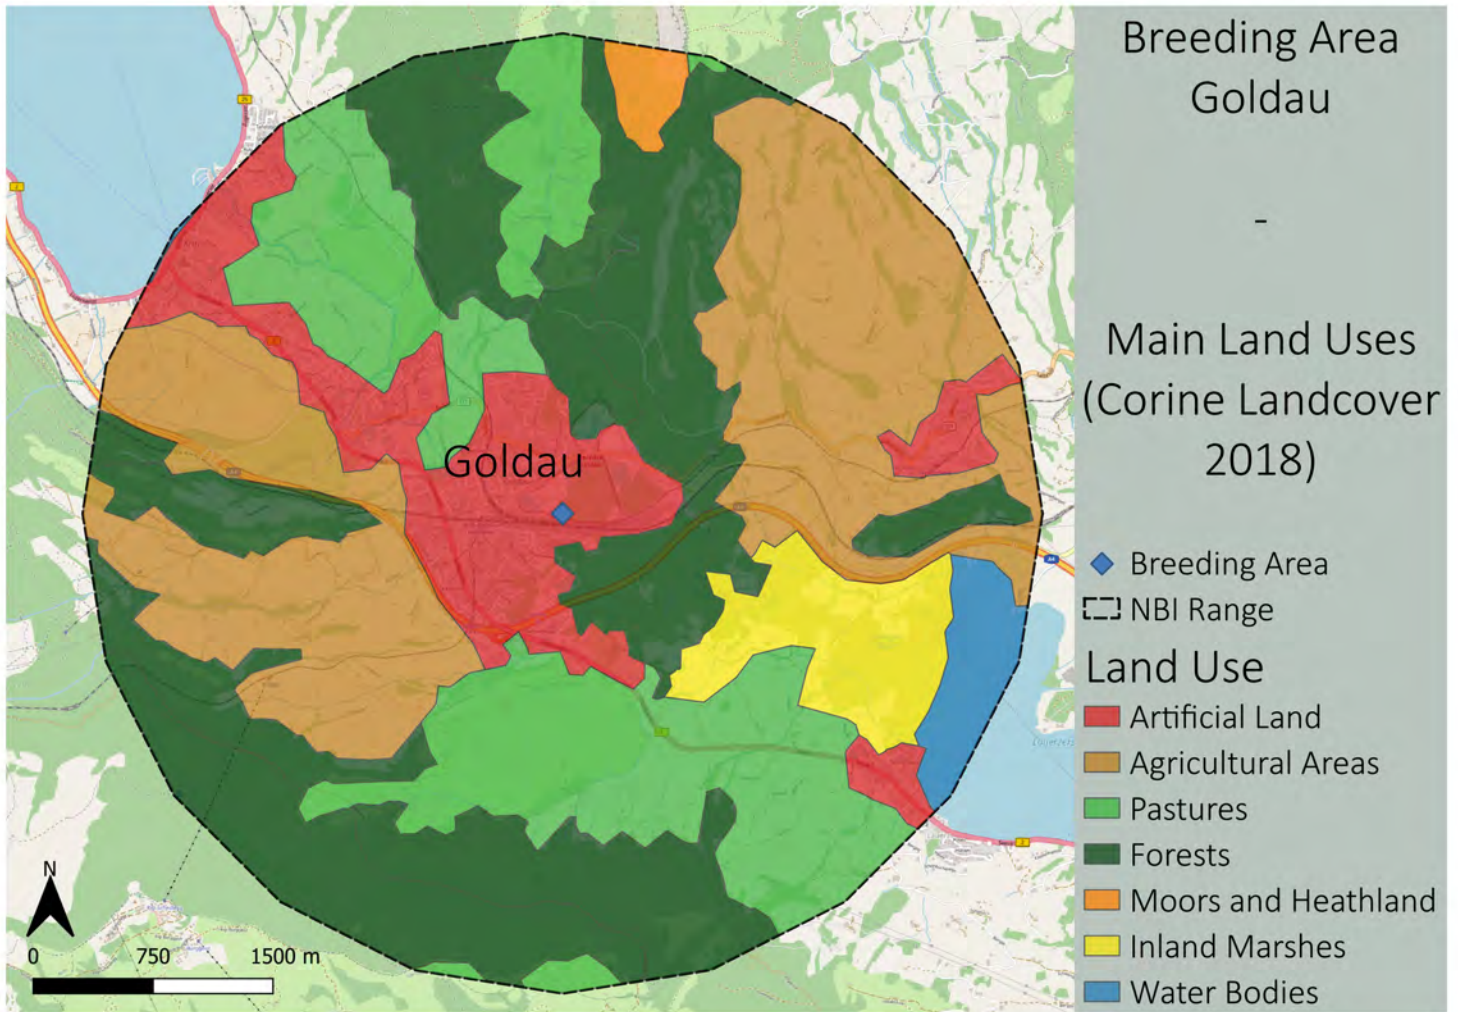 Breeding Area
Goldau
-
Main Land Uses
(Corine Landcover
2018)
Breeding Area
NBI Range
Land Use
Artificial Land
Agricultural Areas
Pastures
Forests
Moors and Heathland
Inland Marshes
Water Bodies
Goldau
N
0 750 1500 m